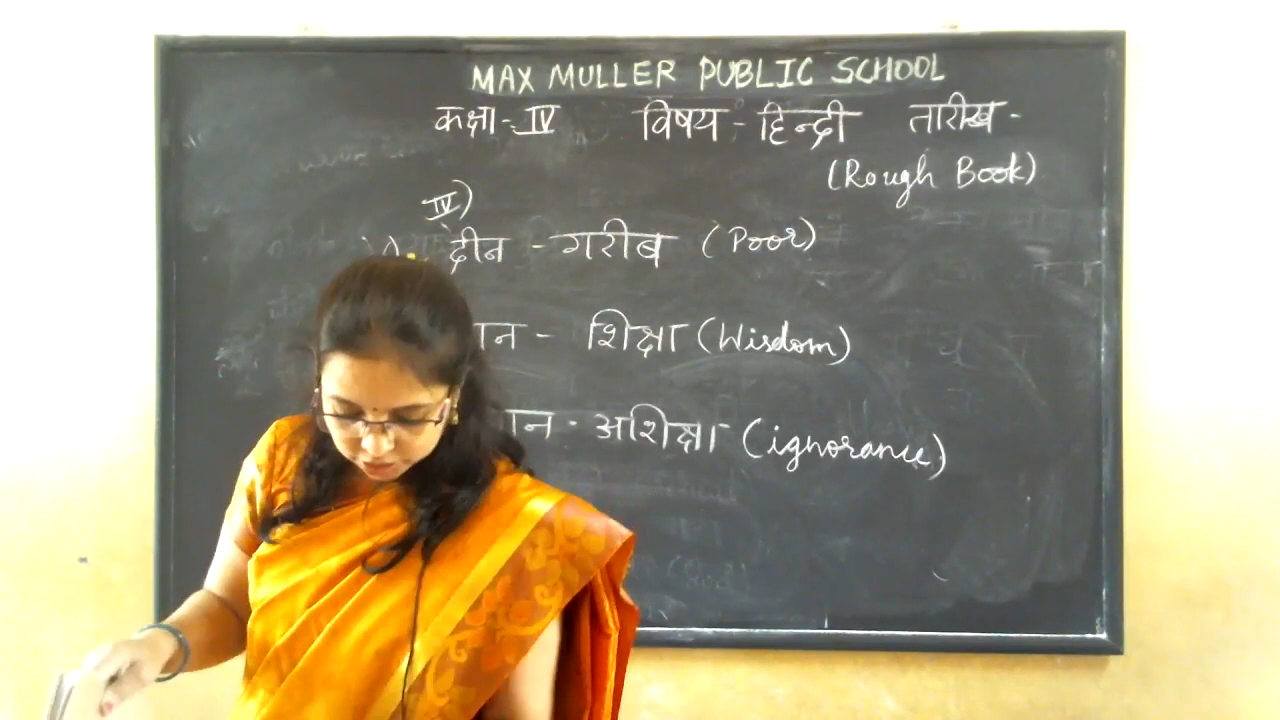 MAX MULLER PUBLIC SCHOOL
कक्षा - IV विषय - हिन्दी तारीख -
(Rough Book)
IV)
दीन - गरीब (Poor)
ान - शिक्षा (Wisdom)
ान - अशिक्षा (ignorance)